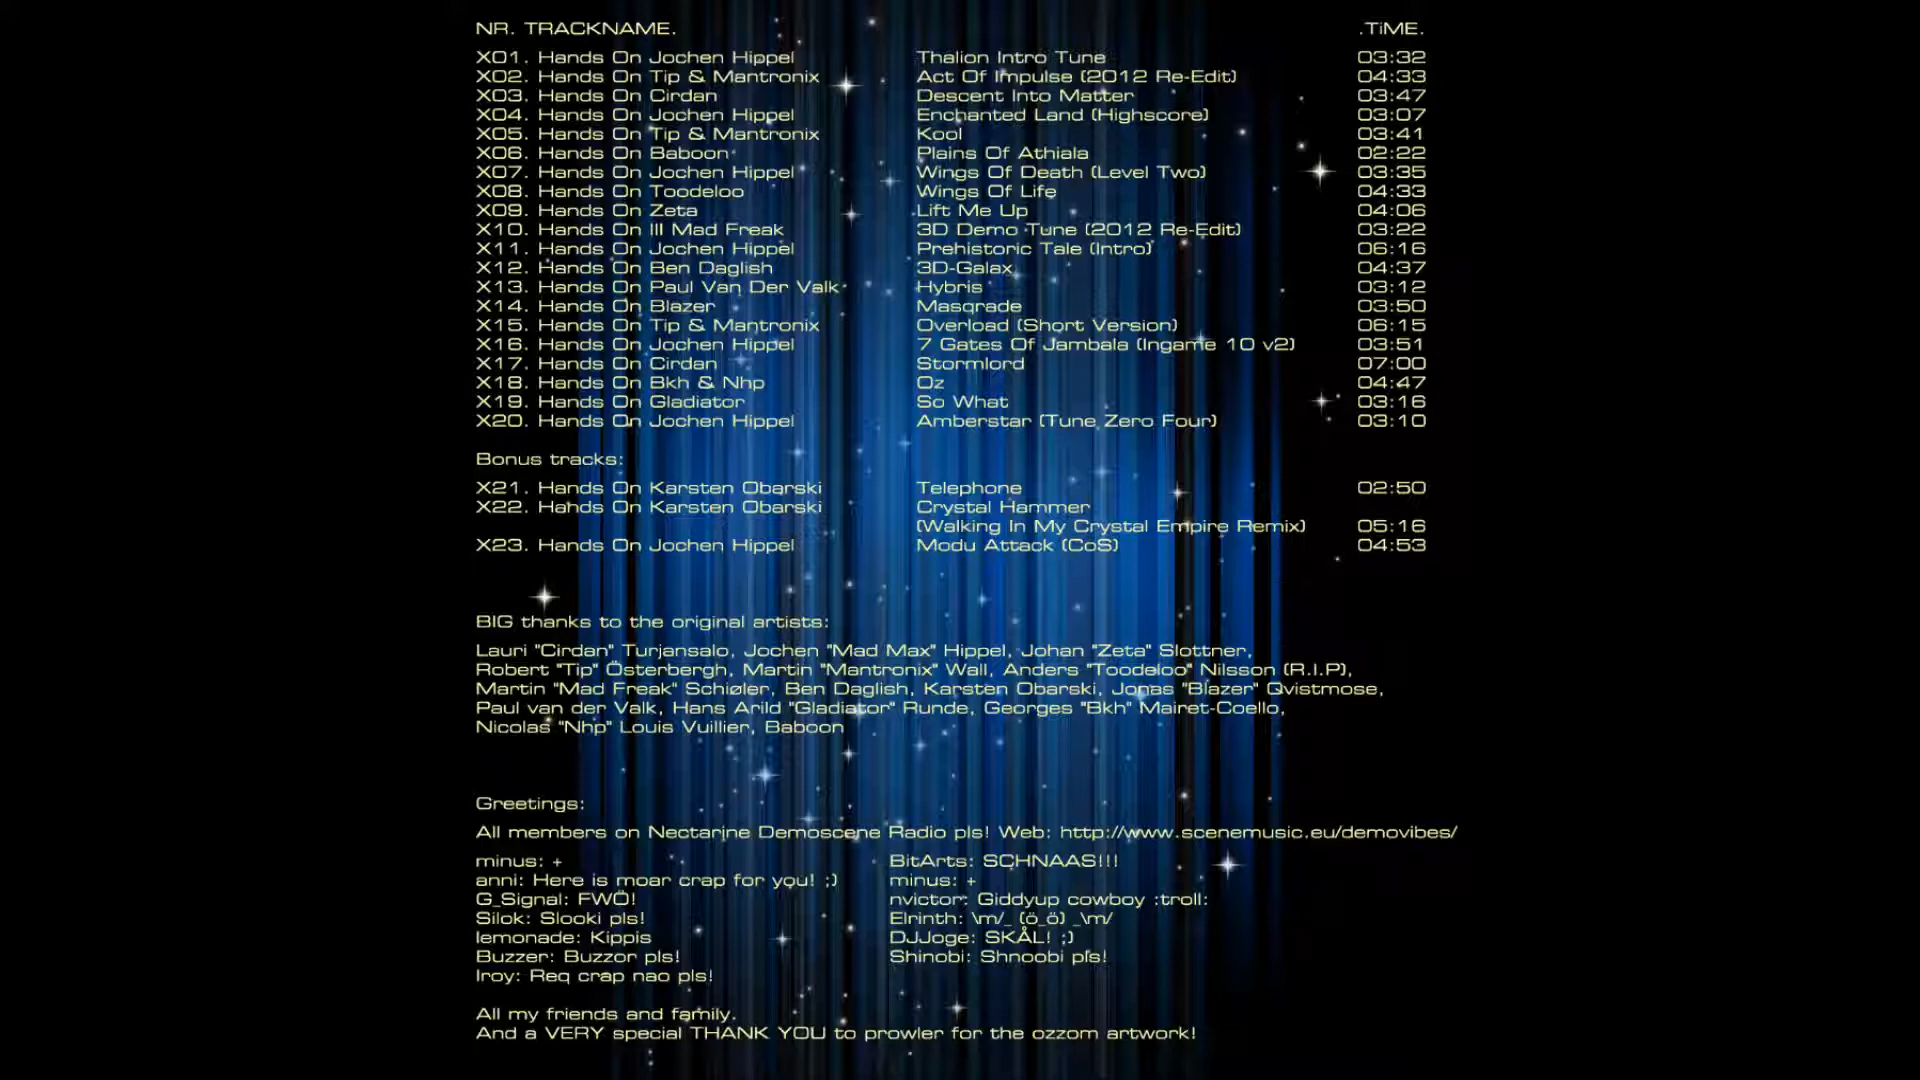 NR. TRACKNAME. .TiME.
X01. Hands On Jochen Hippel Thalion Intro Tune 03:32
X02. Hands On Tip & Mantronix Act Of Impulse (2012 Re-Edit) 04:33
X03. Hands On Cirdan Descent Into Matter 03:47
X04. Hands On Jochen Hippel Enchanted Land (Highscore) 03:07
X05. Hands On Tip & Mantronix Kool 03:41
X06. Hands On Baboon Plains Of Athiala 02:22
X07. Hands On Jochen Hippel Wings Of Death (Level Two) 03:35
X08. Hands On Toodeloo Wings Of Life 04:33
X09. Hands On Zeta Lift Me Up 04:06
X10. Hands On Ill Mad Freak 3D Demo Tune (2012 Re-Edit) 03:22
X11. Hands On Jochen Hippel Prehistoric Tale (Intro) 06:16
X12. Hands On Ben Daglish 3D-Galax 04:37
X13. Hands On Paul Van Der Valk Hybris 03:12
X14. Hands On Blazer Masqrade 03:50
X15. Hands On Tip & Mantronix Overload (Short Version) 06:15
X16. Hands On Jochen Hippel 7 Gates Of Jambala (Ingame 10 v2) 03:51
X17. Hands On Cirdan Stormlord 07:00
X18. Hands On Bkh & Nhp Oz 04:47
X19. Hands On Gladiator So What 03:16
X20. Hands On Jochen Hippel Amberstar (Tune Zero Four) 03:10
Bonus tracks:
X21. Hands On Karsten Obarski Telephone 02:50
X22. Hands On Karsten Obarski Crystal Hammer
(Walking In My Crystal Empire Remix) 05:16
X23. Hands On Jochen Hippel Modu Attack (CoS) 04:53
BIG thanks to the original artists:
Lauri "Cirdan" Turjansalo, Jochen "Mad Max" Hippel, Johan "Zeta" Slottner,
Robert "Tip" Österbergh, Martin "Mantronix" Wall, Anders "Toodeloo" Nilsson (R.I.P),
Martin "Mad Freak" Schiøler, Ben Daglish, Karsten Obarski, Jonas "Blazer" Qvistmose,
Paul van der Valk, Hans Arild "Gladiator" Runde, Georges "Bkh" Mairet-Coello,
Nicolas "Nhp" Louis Vuillier, Baboon
Greetings:
All members on Nectarine Demoscene Radio pls! Web: http://www.scenemusic.eu/demovibes/
minus: + BitArts: SCHNAAS!!!
anni: Here is moar crap for you! ;) minus: +
G_Signal: FWÖ! nvictor: Giddyup cowboy :troll:
Silok: Slooki pls! Elrinth: \m/_ (ö_ö) _\m/
lemonade: Kippis DJJoge: SKÅL! ;)
Buzzer: Buzzor pls! Shinobi: Shnoobi pls!
Iroy: Req crap nao pls!
All my friends and family.
And a VERY special THANK YOU to prowler for the ozzom artwork!